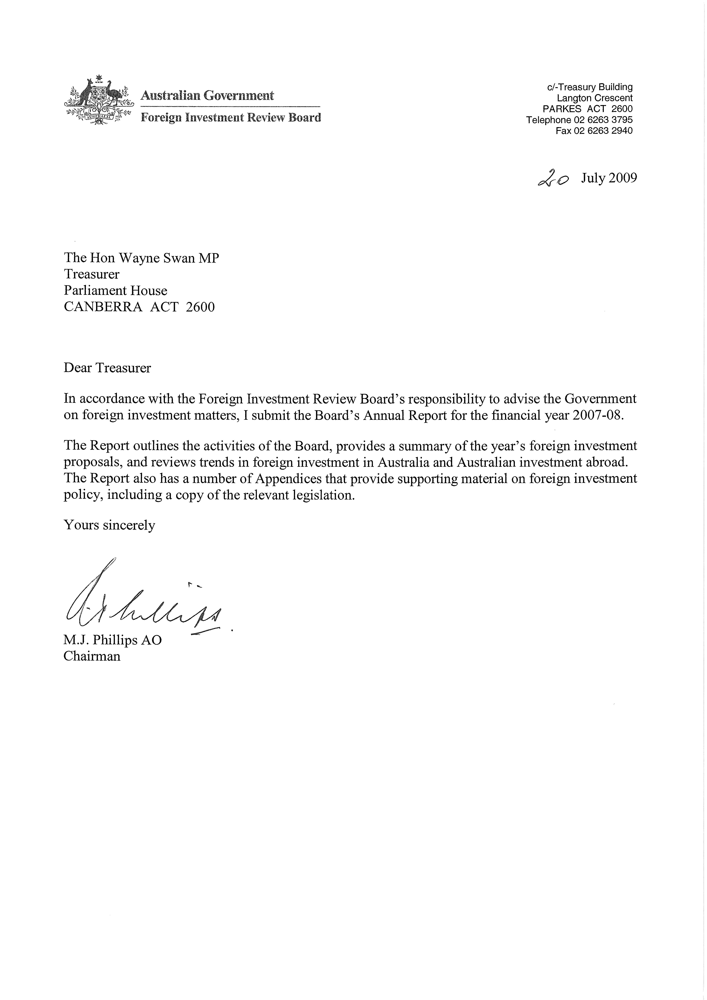 AUSTRALIA
Australian Government
Foreign Investment Review Board
c/-Treasury Building
Langton Crescent
PARKES ACT 2600
Telephone 02 6263 3795
Fax 02 6263 2940
20 July 2009
The Hon Wayne Swan MP
Treasurer
Parliament House
CANBERRA ACT 2600
Dear Treasurer
In accordance with the Foreign Investment Review Board's responsibility to advise the Government
on foreign investment matters, I submit the Board's Annual Report for the financial year 2007-08.
The Report outlines the activities of the Board, provides a summary of the year's foreign investment
proposals, and reviews trends in foreign investment in Australia and Australian investment abroad.
The Report also has a number of Appendices that provide supporting material on foreign investment
policy, including a copy of the relevant legislation.
Yours sincerely
M.J. Phillips AO
Chairman